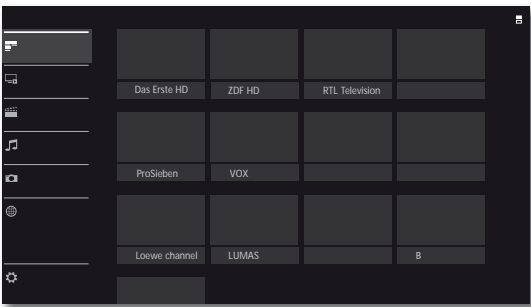 Das Erste HD ZDF HD RTL Television
ProSieben VOX
Loewe channel LUMAS B